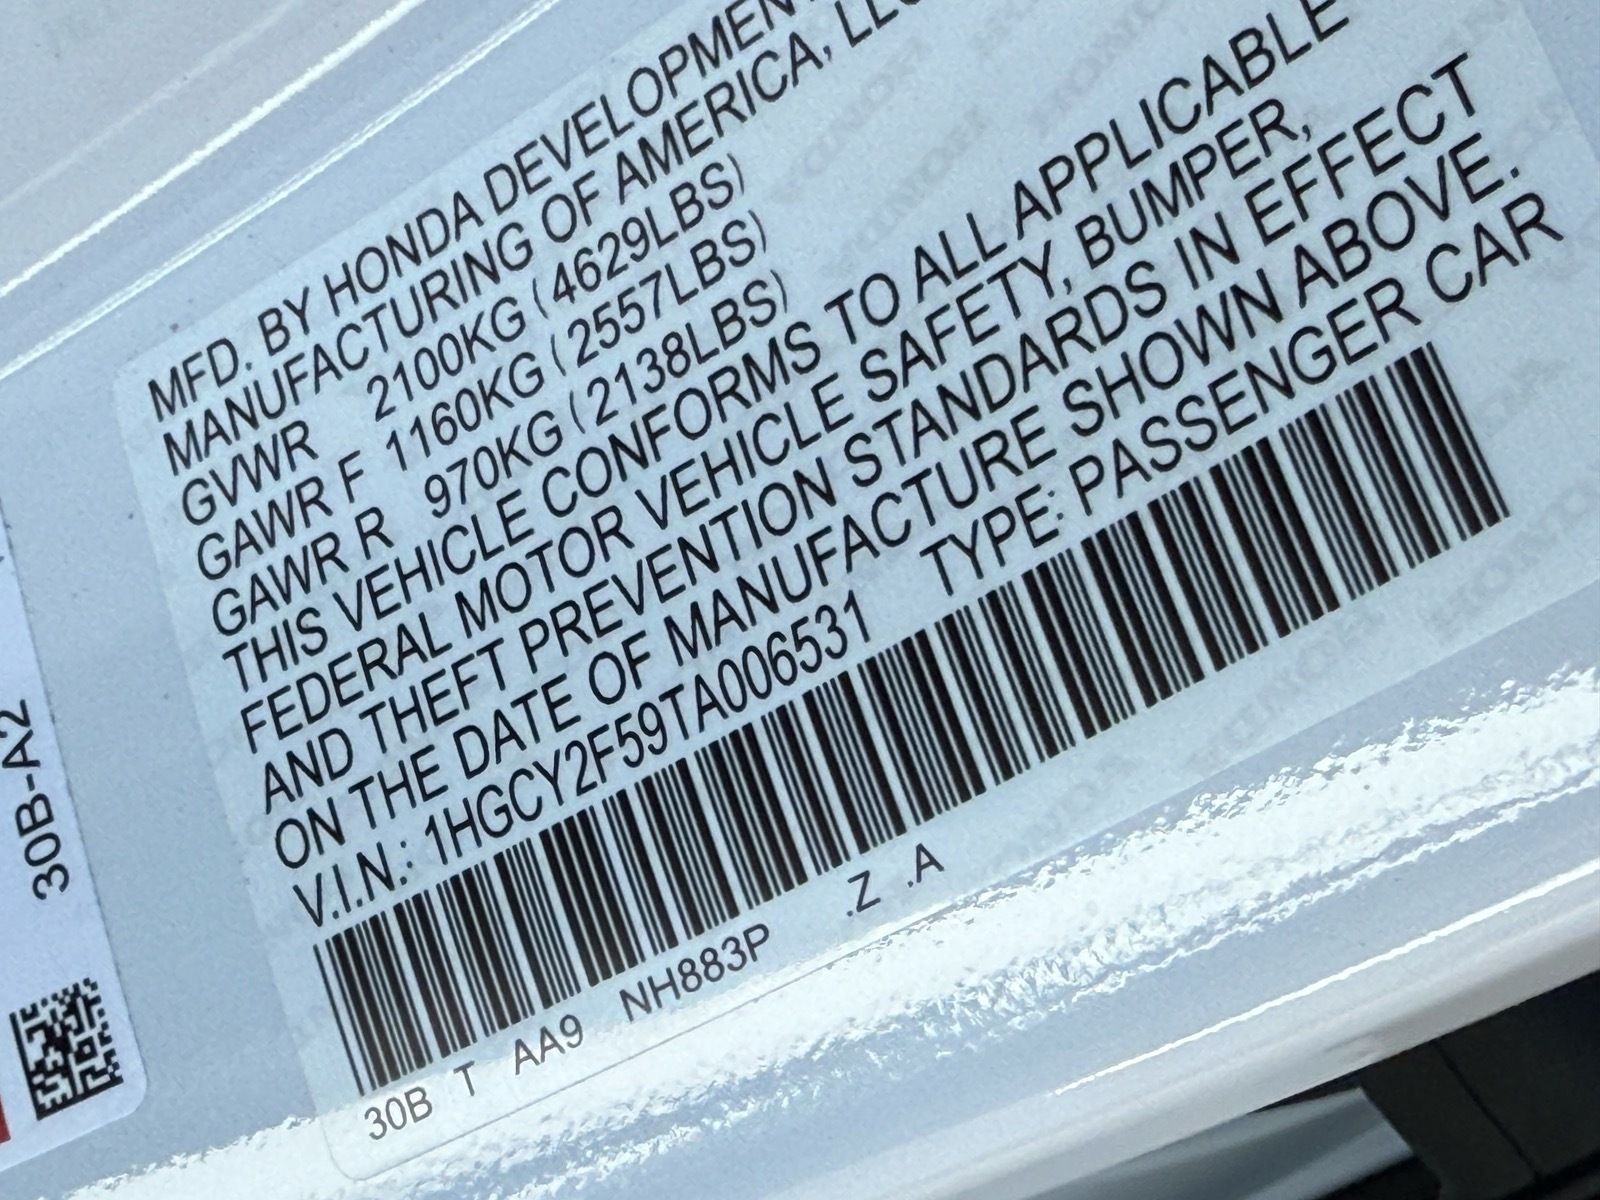 MFD. BY HONDA DEVELOPMENT
MANUFACTURING OF AMERICA, LLC
GVWR 2100KG (4629LBS)
GAWR F 1160KG (2557LBS)
GAWR R 970KG (2138LBS)
THIS VEHICLE CONFORMS TO ALL APPLICABLE
FEDERAL MOTOR VEHICLE SAFETY, BUMPER,
AND THEFT PREVENTION STANDARDS IN EFFECT
ON THE DATE OF MANUFACTURE SHOWN ABOVE.
V.I.N.: 1HGCY2F59TA006531 TYPE: PASSENGER CAR
30B T AA9 NH883P .Z .A
30B-A2